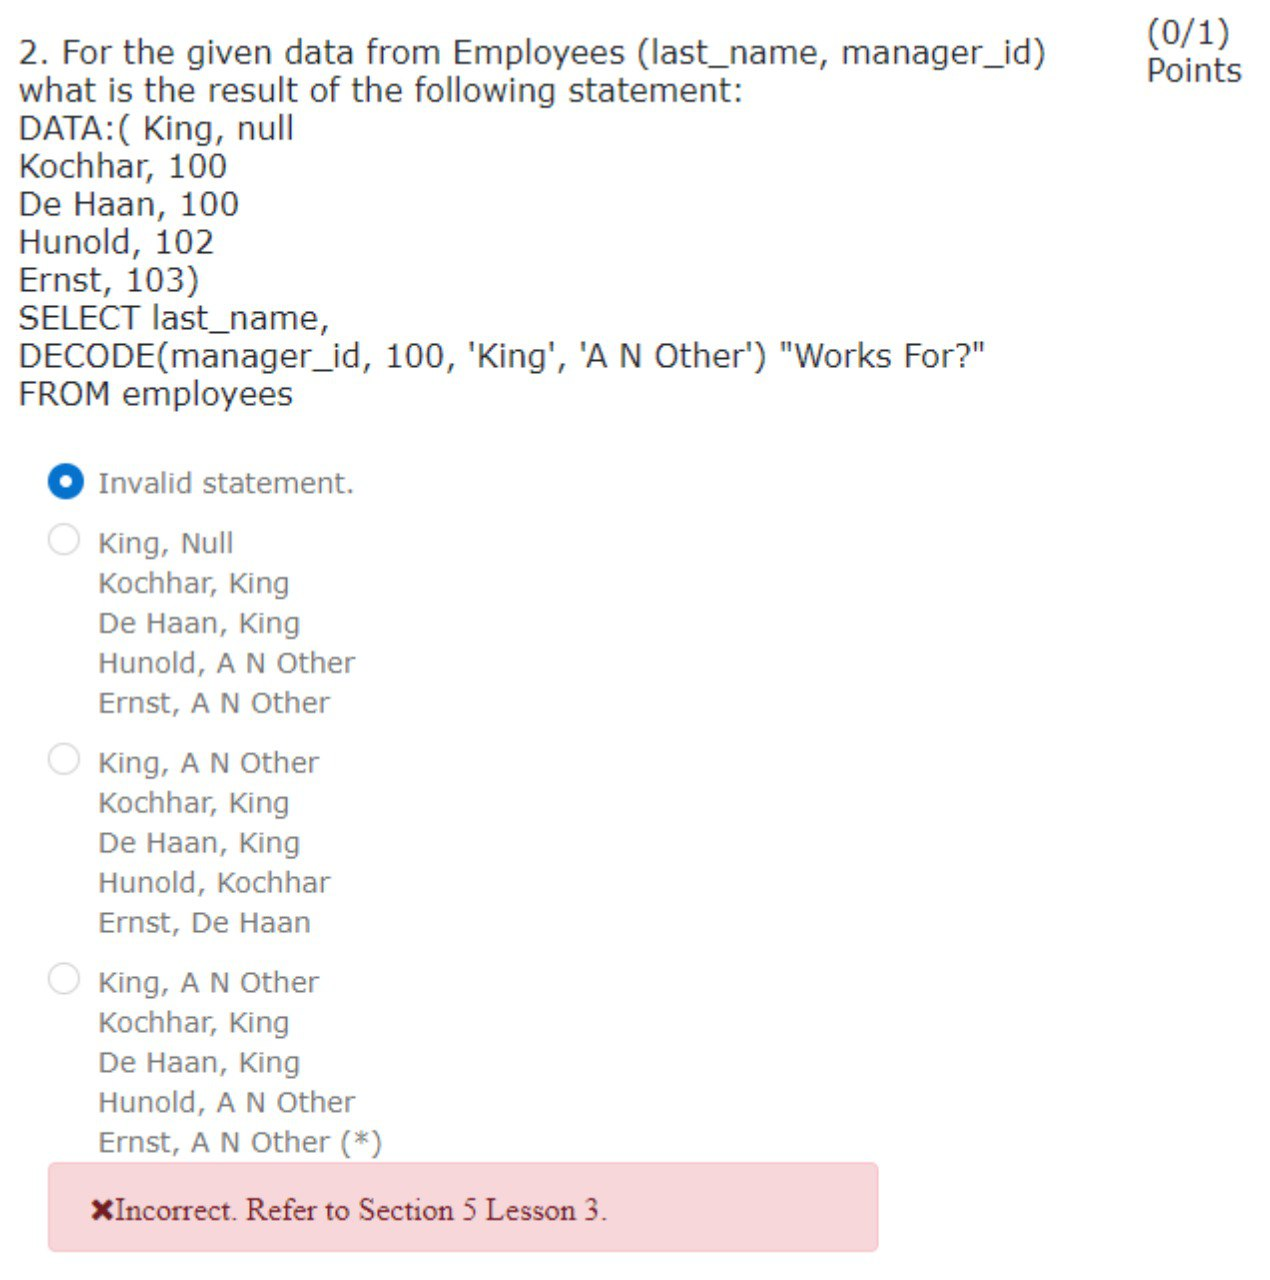 2. For the given data from Employees (last_name, manager_id)
what is the result of the following statement:
DATA:( King, null
Kochhar, 100
De Haan, 100
Hunold, 102
Ernst, 103)
SELECT last_name,
DECODE(manager_id, 100, 'King', 'A N Other') "Works For?"
FROM employees
(0/1)
Points
Invalid statement.
King, Null
Kochhar, King
De Haan, King
Hunold, A N Other
Ernst, A N Other
King, A N Other
Kochhar, King
De Haan, King
Hunold, Kochhar
Ernst, De Haan
King, A N Other
Kochhar, King
De Haan, King
Hunold, A N Other
Ernst, A N Other (*)
✖Incorrect. Refer to Section 5 Lesson 3.